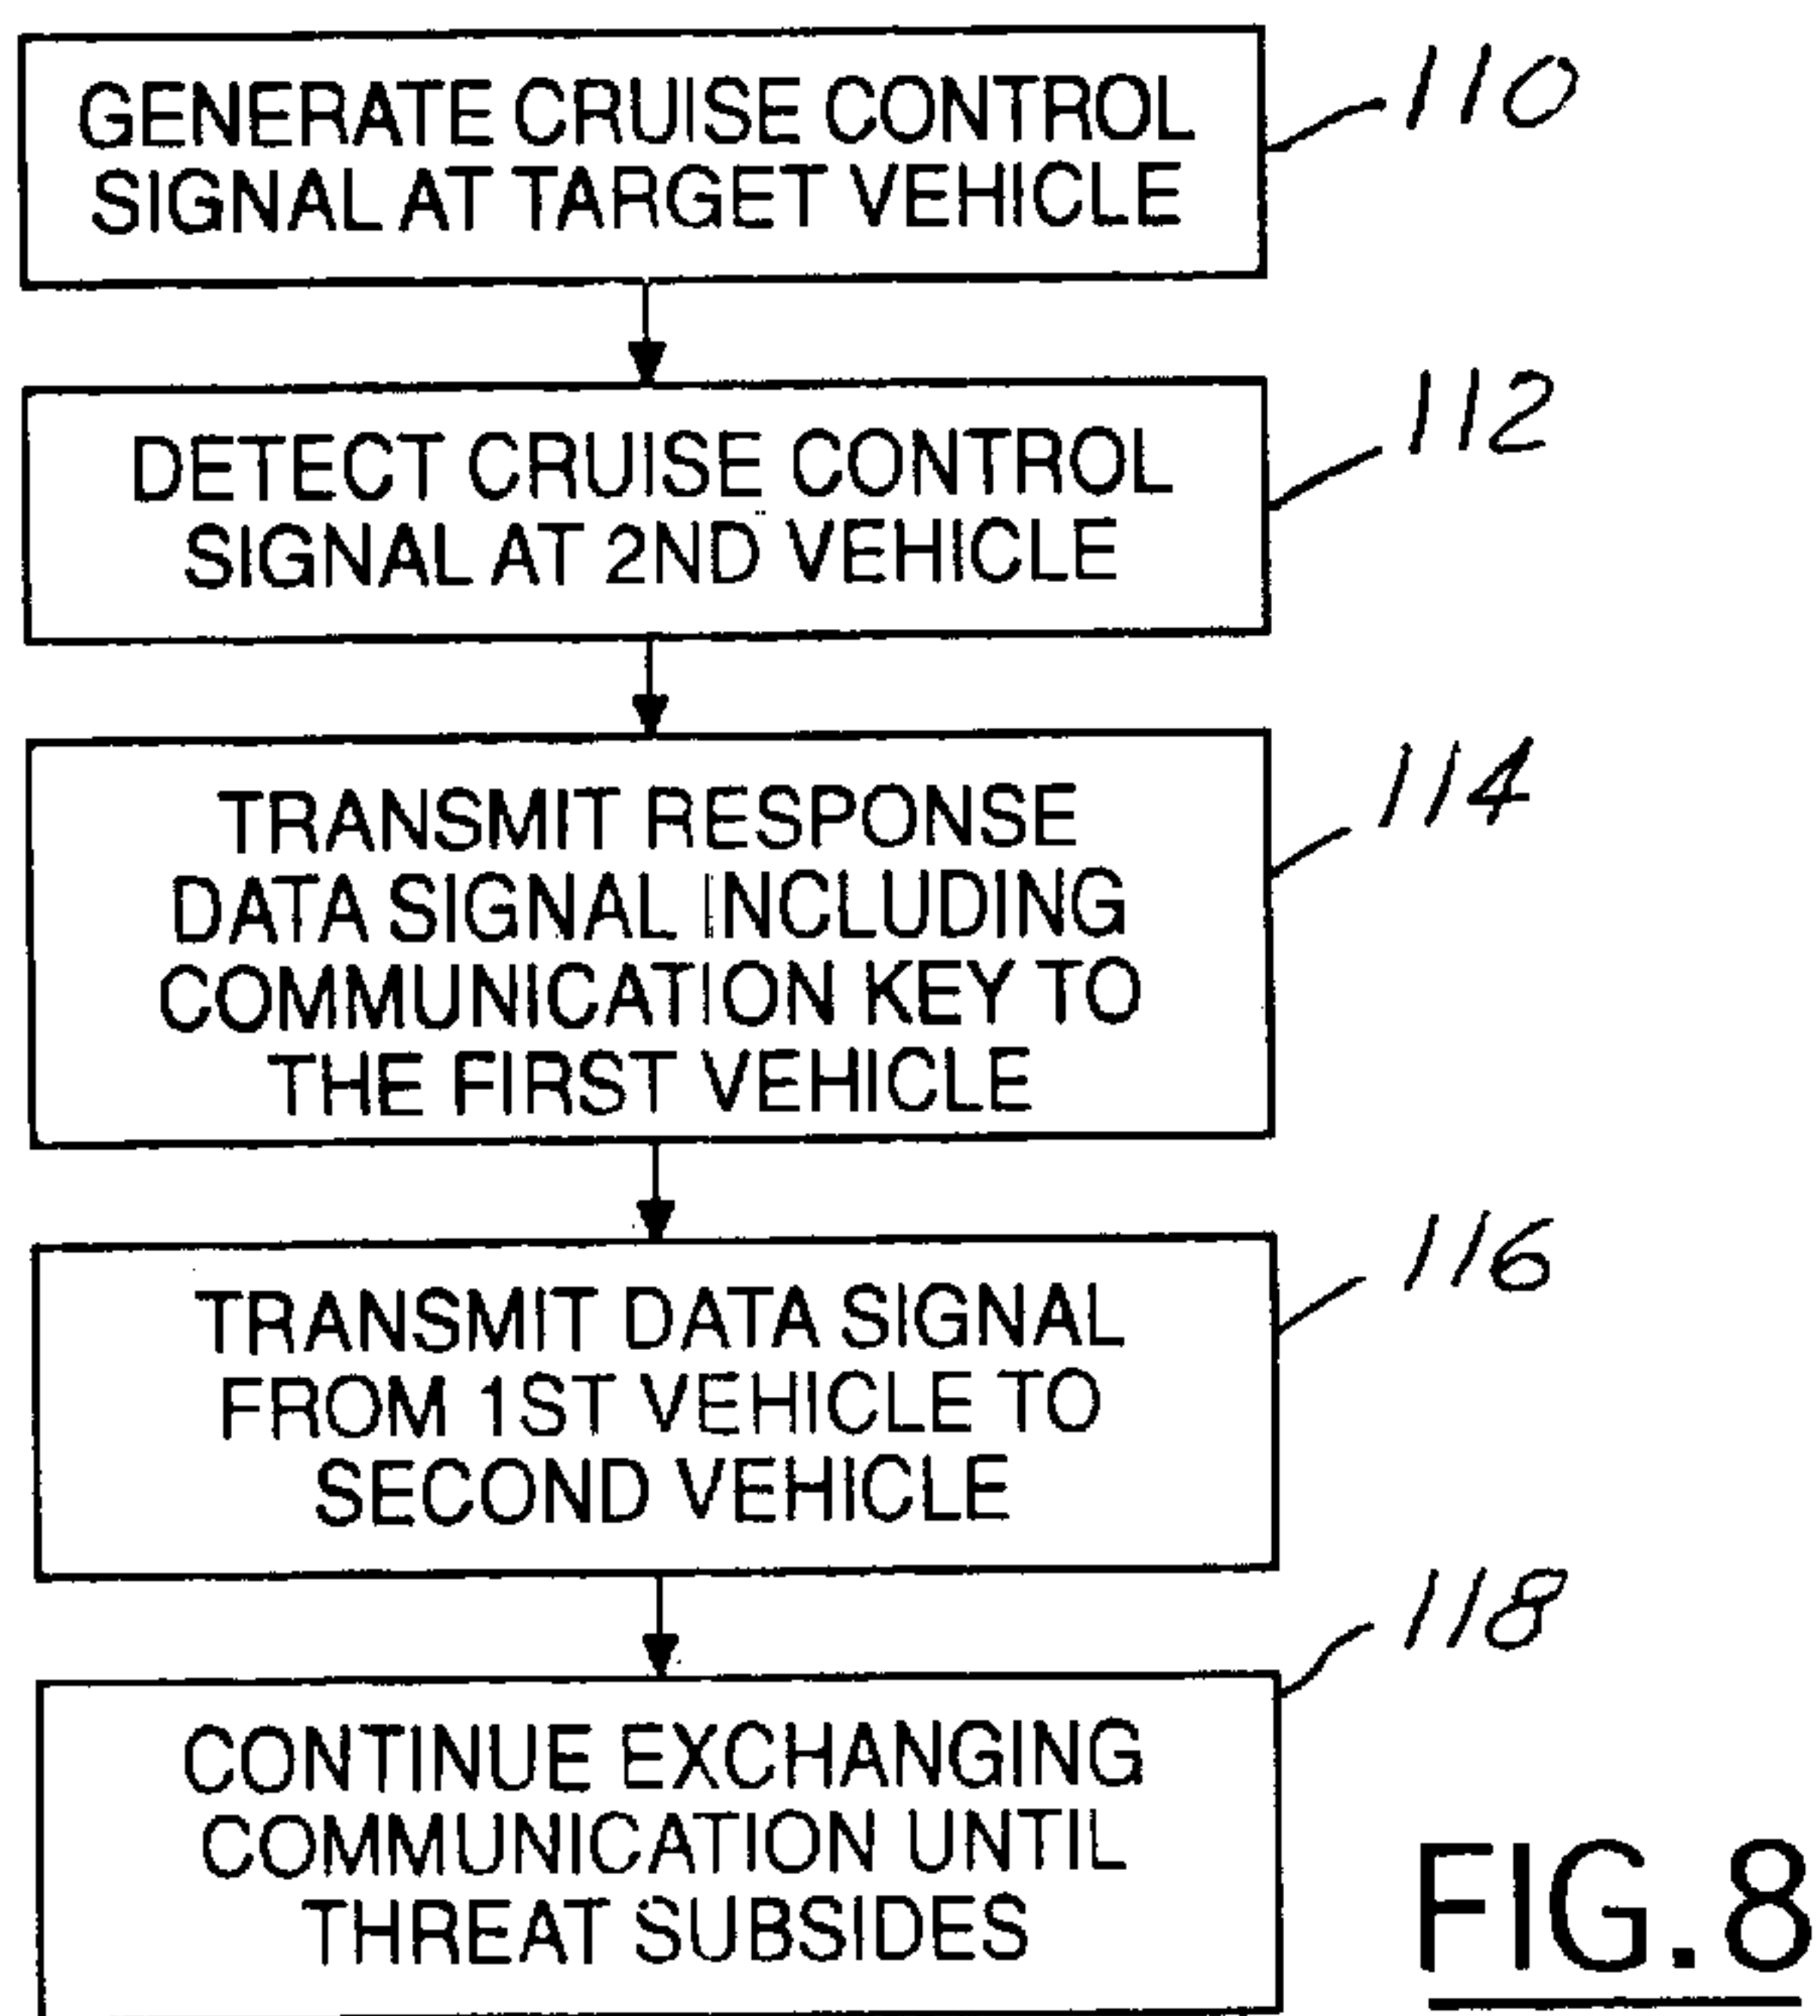 GENERATE CRUISE CONTROL
SIGNAL AT TARGET VEHICLE
110
DETECT CRUISE CONTROL
SIGNAL AT 2ND VEHICLE
112
TRANSMIT RESPONSE
DATA SIGNAL INCLUDING
COMMUNICATION KEY TO
THE FIRST VEHICLE
114
TRANSMIT DATA SIGNAL
FROM 1ST VEHICLE TO
SECOND VEHICLE
116
CONTINUE EXCHANGING
COMMUNICATION UNTIL
THREAT SUBSIDES
118
FIG.8